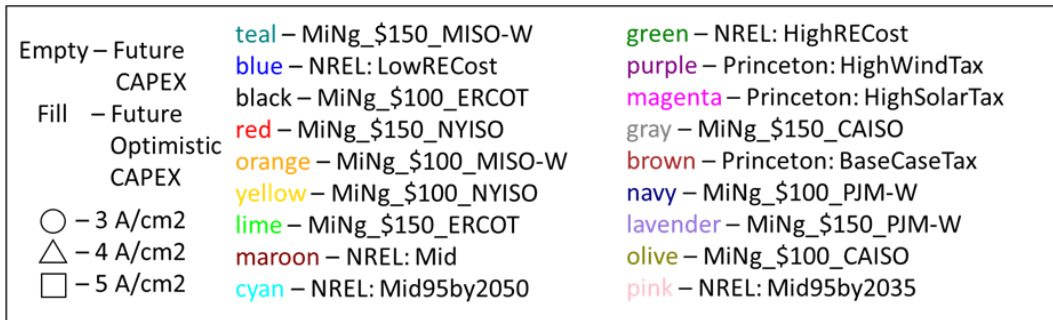 Empty – Future
CAPEX
Fill – Future
Optimistic
CAPEX
– 3 A/cm2
– 4 A/cm2
– 5 A/cm2
teal – MiNg_$150_MISO-W
blue – NREL: LowRECost
black – MiNg_$100_ERCOT
red – MiNg_$150_NYISO
orange – MiNg_$100_MISO-W
yellow – MiNg_$100_NYISO
lime – MiNg_$150_ERCOT
maroon – NREL: Mid
cyan – NREL: Mid95by2050
green – NREL: HighRECost
purple – Princeton: HighWindTax
magenta – Princeton: HighSolarTax
gray – MiNg_$150_CAISO
brown – Princeton: BaseCaseTax
navy – MiNg_$100_PJM-W
lavender – MiNg_$150_PJM-W
olive – MiNg_$100_CAISO
pink – NREL: Mid95by2035